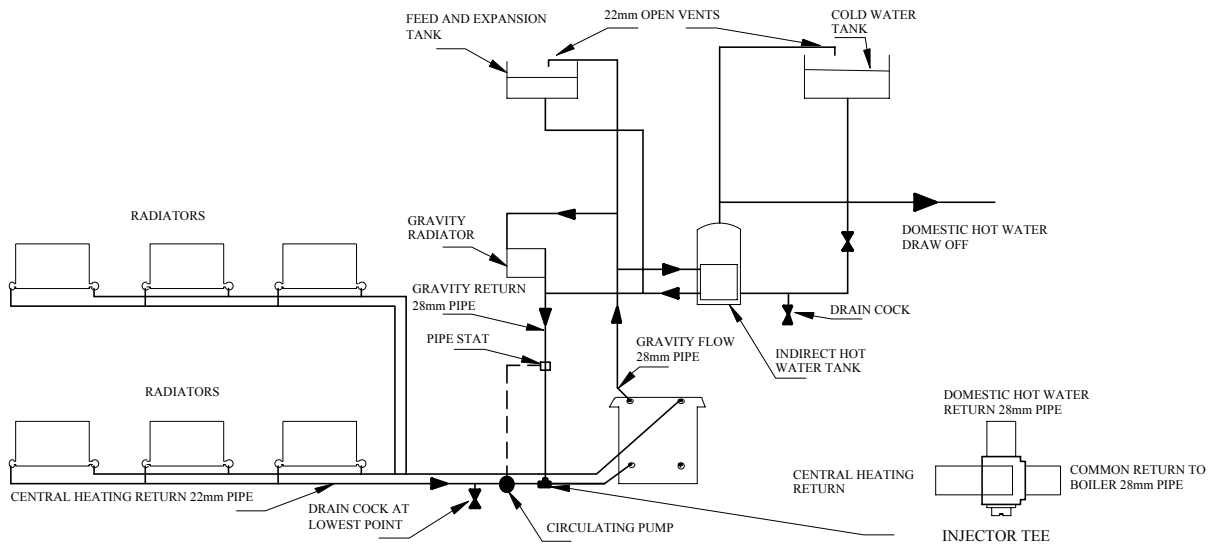 FEED AND EXPANSION
TANK
22mm OPEN VENTS
COLD WATER
TANK
RADIATORS
GRAVITY
RADIATOR
DOMESTIC HOT WATER
DRAW OFF
GRAVITY RETURN
28mm PIPE
DRAIN COCK
PIPE STAT
GRAVITY FLOW
28mm PIPE
INDIRECT HOT
WATER TANK
RADIATORS
DOMESTIC HOT WATER
RETURN 28mm PIPE
CENTRAL HEATING
RETURN
COMMON RETURN TO
BOILER 28mm PIPE
CENTRAL HEATING RETURN 22mm PIPE
DRAIN COCK AT
LOWEST POINT
CIRCULATING PUMP
INJECTOR TEE